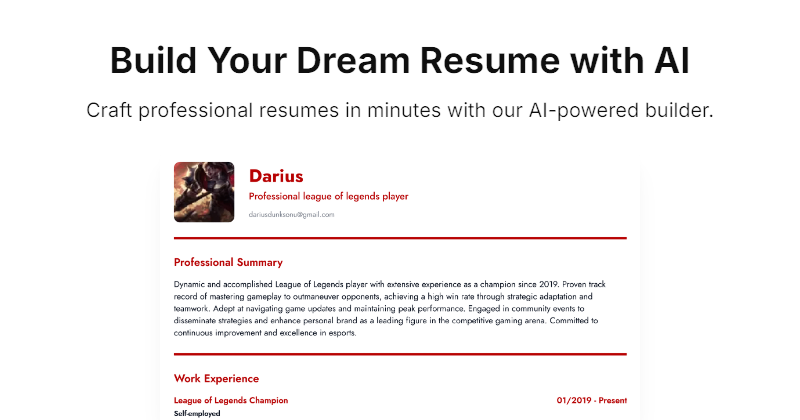 Build Your Dream Resume with AI
Craft professional resumes in minutes with our AI-powered builder.
Darius
Professional league of legends player
dariusdunksonu@gmail.com
Professional Summary
Dynamic and accomplished League of Legends player with extensive experience as a champion since 2019. Proven track
record of mastering gameplay to outmaneuver opponents, achieving a high win rate through strategic adaptation and
teamwork. Adept at navigating game updates and maintaining peak performance. Engaged in community events to
disseminate strategies and enhance personal brand as a leading figure in the competitive gaming arena. Committed to
continuous improvement and excellence in esports.
Work Experience
League of Legends Champion 01/2019 - Present
Self-employed